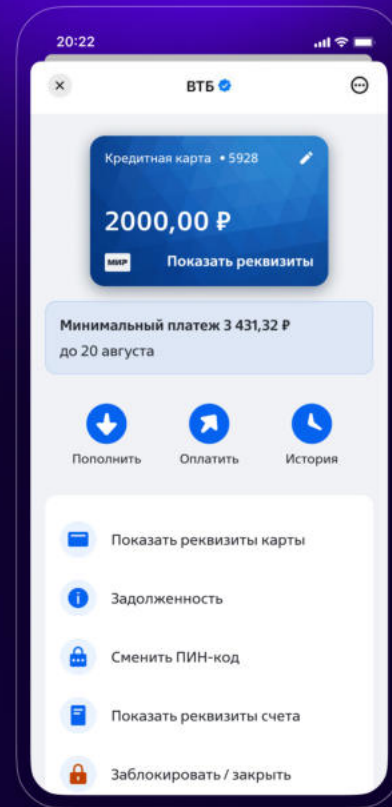 20:22
ВТБ
Кредитная карта • 5928
2000,00 ₽
МИР
Показать реквизиты
Минимальный платеж 3 431,32 ₽
до 20 августа
Пополнить
Оплатить
История
Показать реквизиты карты
Задолженность
Сменить ПИН-код
Показать реквизиты счета
Заблокировать / закрыть